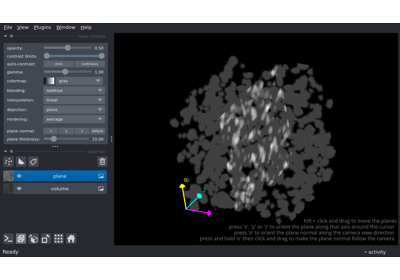 File View Plugins Window Help
layer controls
opacity: 0.50
contrast limits:
auto-contrast: once continuous
gamma: 1.00
colormap: gray
blending: additive
interpolation: linear
depiction: plane
rendering: average
plane normal: x y z oblique
plane thickness: 10.00
layer list
plane
volume
shift + click and drag to move the planes
press 'x', 'y' or 'z' to orient the plane along that axis around the cursor
press 'o' to orient the plane normal along the camera view direction
press and hold 'o' then click and drag to make the plane normal follow the camera
Ready
activity